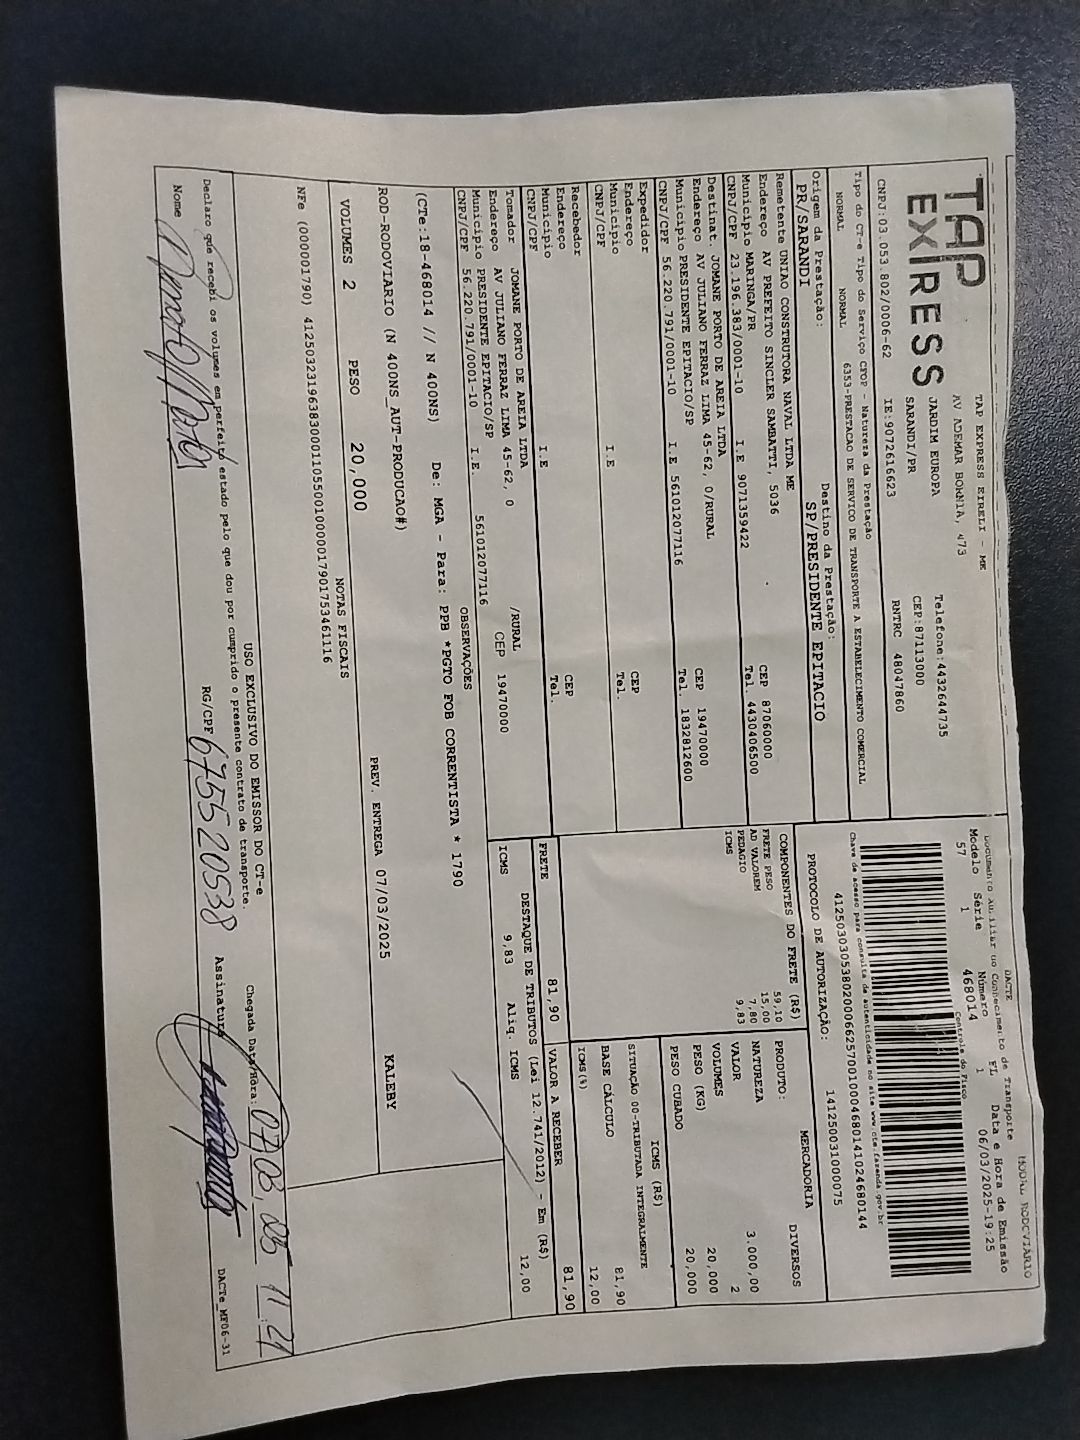 TAP EXPRESS
TAP EXPRESS EIRELI - ME
AV ADEMAR BORNIA, 473
JARDIM EUROPA
SARANDI/PR
Telefone:4432644735
CEP:87113000
CNPJ:03.053.802/0006-62 IE:9072616623 RNTRC 48047860
DACTE MODAL RODOVIÁRIO
Documento Auxiliar do Conhecimento de Transporte
Modelo Série Número FL Data e Hora de Emissão
57 1 468014 1 06/03/2025-19:25
Controle do Fisco
Chave de acesso para consulta de autenticidade no site www.cte.fazenda.gov.br
41250303053802000662570010004680141024680144
PROTOCOLO DE AUTORIZAÇÃO: 141250031000075
Tipo do CT-e Tipo do Serviço CFOP - Natureza da Prestação
NORMAL NORMAL 6353-PRESTACAO DE SERVICO DE TRANSPORTE A ESTABELECIMENTO COMERCIAL
Origem da Prestação: Destino da Prestação:
PR/SARANDI SP/PRESIDENTE EPITACIO
Remetente UNIAO CONSTRUTORA NAVAL LTDA ME
Endereço AV PREFEITO SINCLER SAMBATTI, 5036 CEP 87060000
Município MARINGA/PR Tel. 4430406500
CNPJ/CPF 23.196.383/0001-10 I.E 9071359422
Destinat. JOMANE PORTO DE AREIA LTDA
Endereço AV JULIANO FERRAZ LIMA 45-62, 0/RURAL CEP 19470000
Município PRESIDENTE EPITACIO/SP Tel. 1832812600
CNPJ/CPF 56.220.791/0001-10 I.E 561012077116
Expedidor
Endereço CEP
Município Tel.
CNPJ/CPF I.E
Recebedor
Endereço CEP
Município Tel.
CNPJ/CPF I.E
Tomador JOMANE PORTO DE AREIA LTDA
Endereço AV JULIANO FERRAZ LIMA 45-62, 0 /RURAL
Município PRESIDENTE EPITACIO/SP CEP 19470000
CNPJ/CPF 56.220.791/0001-10 I.E. 561012077116
COMPONENTES DO FRETE (R$)
FRETE PESO 59,10
AD VALOREM 15,00
PEDAGIO 7,80
ICMS 9,83
PRODUTO: MERCADORIA
NATUREZA DIVERSOS
VALOR 3.000,00
VOLUMES 2
PESO (KG) 20,000
PESO CUBADO 20,000
ICMS (R$)
SITUAÇÃO 00-TRIBUTADA INTEGRALMENTE
BASE CÁLCULO 81,90
ICMS(%) 12,00
FRETE 81,90 VALOR A RECEBER 81,90
DESTAQUE DE TRIBUTOS (Lei 12.741/2012) - Em (R$)
ICMS 9,83 Aliq. ICMS 12,00
OBSERVAÇÕES
(CTe:18-468014 // N 400NS) De: MGA - Para: PPB *PGTO FOB CORRENTISTA * 1790
ROD-RODOVIARIO (N 400NS_AUT-PRODUCAO#)
VOLUMES 2 PESO 20,000 PREV. ENTREGA 07/03/2025 KALEBY
NOTAS FISCAIS
NFe (000001790) 41250323196383000110550010000017901753461116
USO EXCLUSIVO DO EMISSOR DO CT-e
Declaro que recebi os volumes em perfeito estado pelo que dou por cumprido o presente contrato de transporte.
Chegada Data/Hora: 07 03 25 11:24
Nome RG/CPF 675520538 Assinatura
DACTe_MF06-31